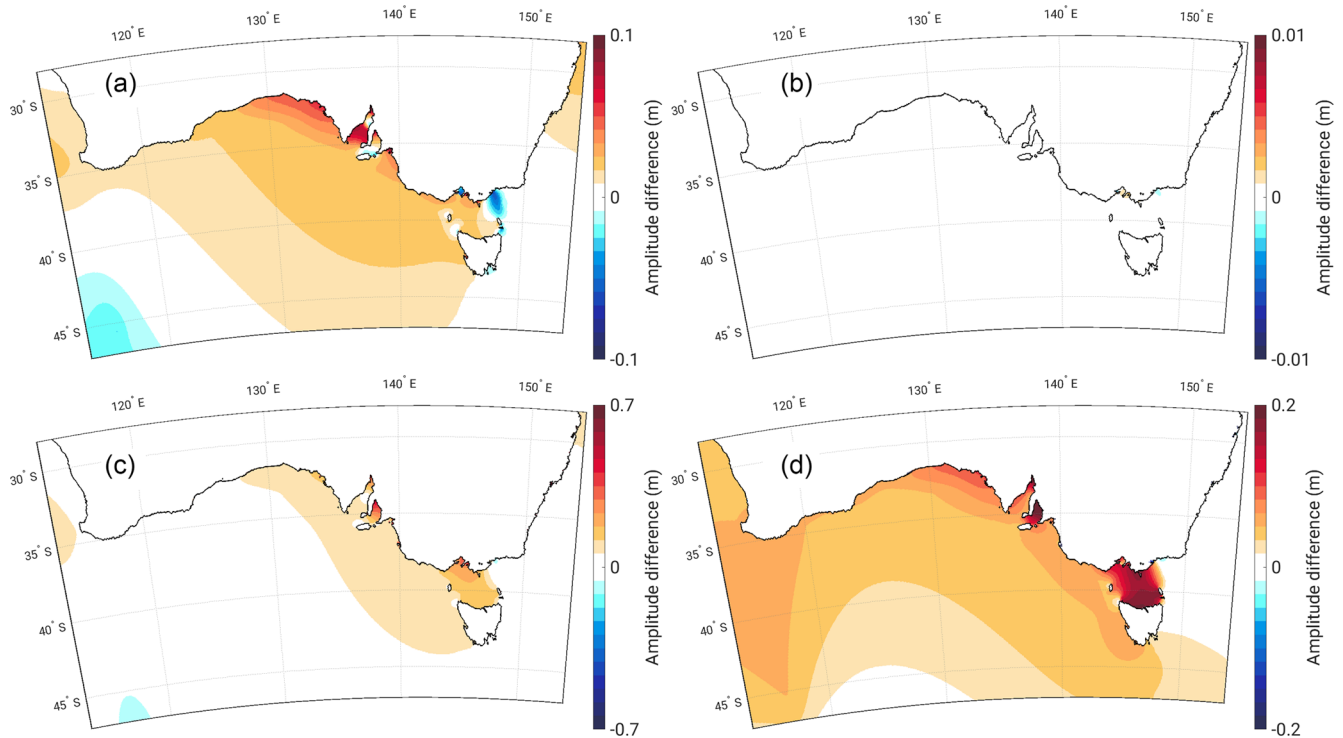 120° E 130° E 140° E 150° E
(a)
30° S
35° S
40° S
45° S
0.1
0
-0.1
Amplitude difference (m)
120° E 130° E 140° E 150° E
(b)
30° S
35° S
40° S
45° S
0.01
0
-0.01
Amplitude difference (m)
120° E 130° E 140° E 150° E
(c)
30° S
35° S
40° S
45° S
0.7
0
-0.7
Amplitude difference (m)
120° E 130° E 140° E 150° E
(d)
30° S
35° S
40° S
45° S
0.2
0
-0.2
Amplitude difference (m)